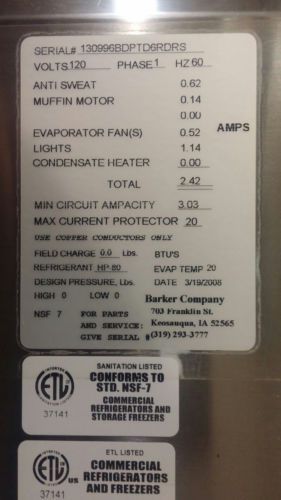 SERIAL# 130996BDPTD6RDRS
VOLTS 120 PHASE 1 HZ 60
ANTI SWEAT 0.62
MUFFIN MOTOR 0.14
0.00
AMPS
EVAPORATOR FAN(S) 0.52
LIGHTS 1.14
CONDENSATE HEATER 0.00
TOTAL 2.42
MIN CIRCUIT AMPACITY 3.03
MAX CURRENT PROTECTOR 20
USE COPPER CONDUCTORS ONLY
FIELD CHARGE 0.0 LDs. BTU'S
REFRIGERANT HP-80 EVAP TEMP 20
DESIGN PRESSURE, LDs. DATE 3/19/2008
HIGH 0 LOW 0 Barker Company
NSF 7 FOR PARTS 703 Franklin St.
AND SERVICE: Keosauqua, IA 52565
GIVE SERIAL # (319) 293-3777
SANITATION LISTED
CONFORMS TO
STD. NSF-7
COMMERCIAL
REFRIGERATORS AND
STORAGE FREEZERS
ETL
37141
ETL LISTED
COMMERCIAL
REFRIGERATORS
AND FREEZERS
ETL
US
37141